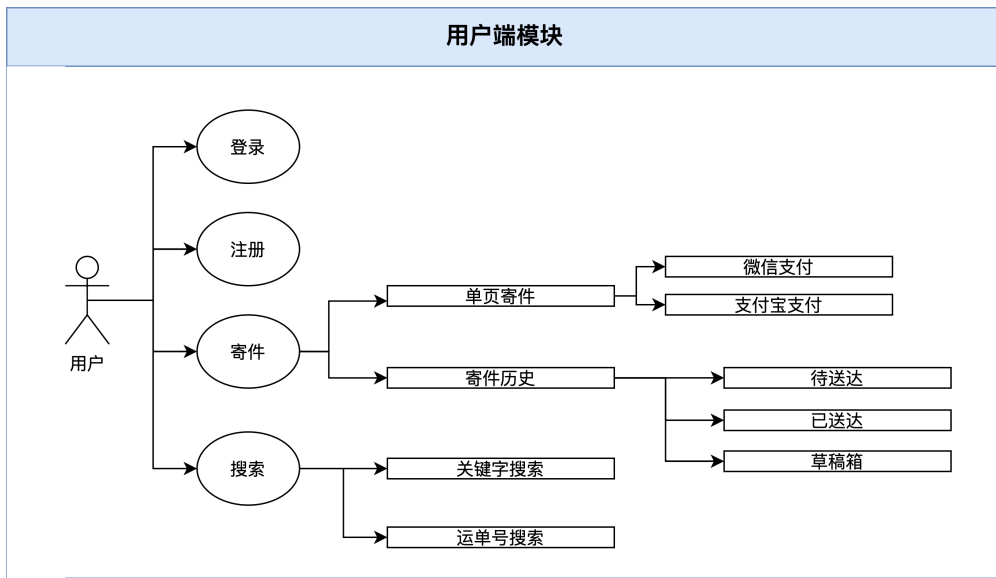 用户端模块
登录
注册
用户
寄件
搜索
单页寄件
微信支付
支付宝支付
寄件历史
待送达
已送达
草稿箱
关键字搜索
运单号搜索